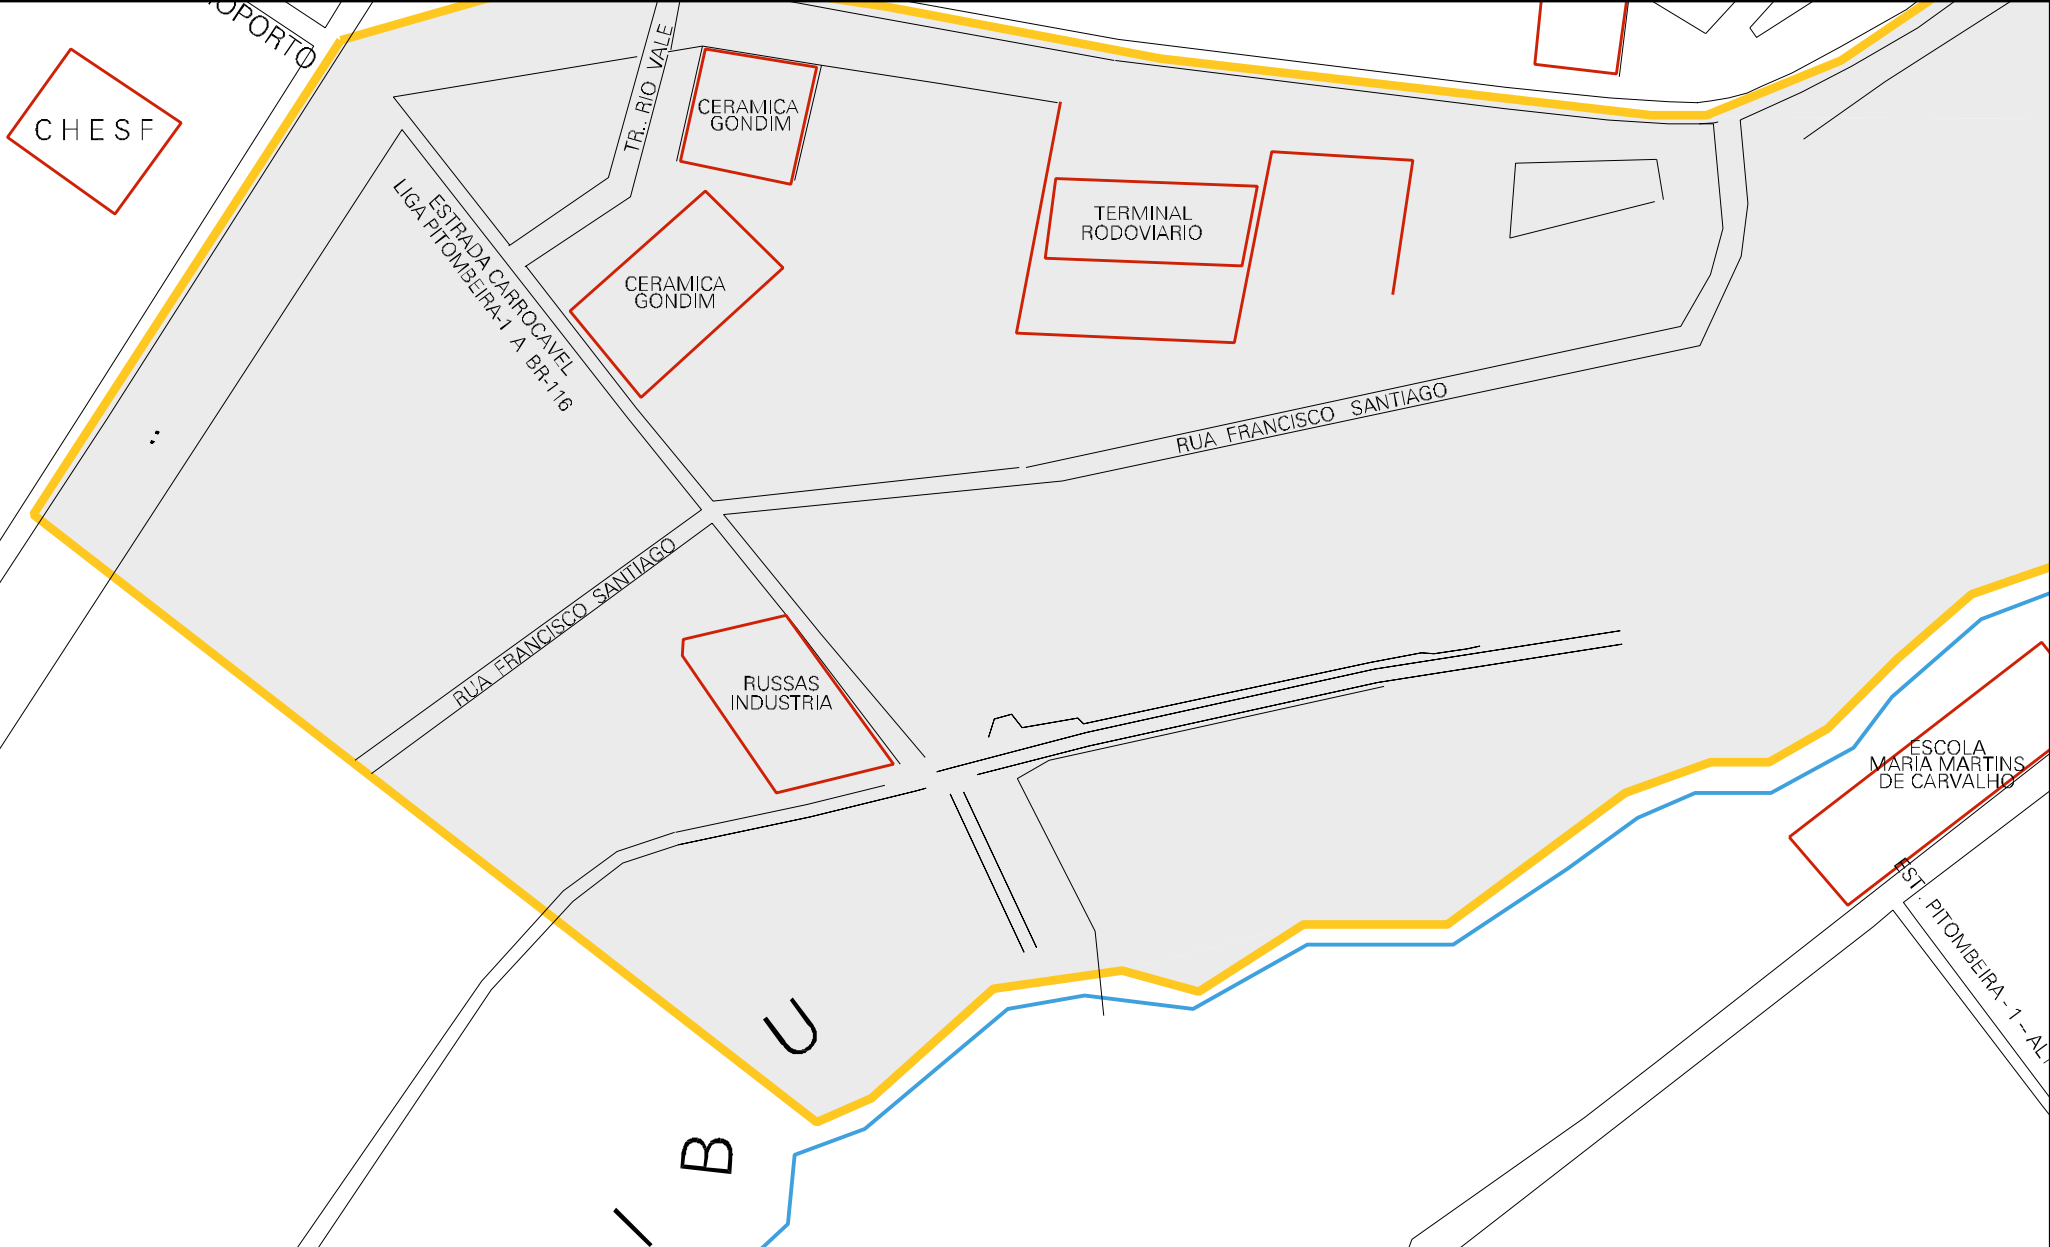 OPORTO
CHESF
TR.. RIO VALE
CERAMICA
GONDIM
CERAMICA
GONDIM
TERMINAL
RODOVIARIO
ESTRADA CARROCAVEL
LIGA PITOMBEIRA-1 A BR-116
RUA FRANCISCO SANTIAGO
RUA FRANCISCO SANTIAGO
RUSSAS
INDUSTRIA
ESCOLA
MARIA MARTINS
DE CARVALHO
EST. PITOMBEIRA - 1 -- AL
U
B
I